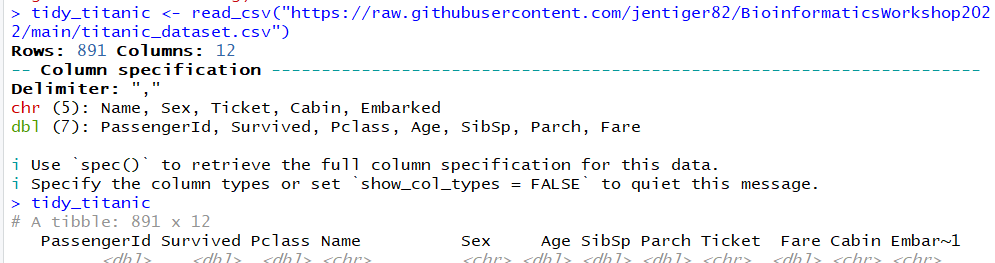 > tidy_titanic <- read_csv("https://raw.githubusercontent.com/jentiger82/BioinformaticsWorkshop202
2/main/titanic_dataset.csv")
Rows: 891 Columns: 12
-- Column specification -----------------------------------------------------------------------
Delimiter: ","
chr (5): Name, Sex, Ticket, Cabin, Embarked
dbl (7): PassengerId, Survived, Pclass, Age, SibSp, Parch, Fare
i Use `spec()` to retrieve the full column specification for this data.
i Specify the column types or set `show_col_types = FALSE` to quiet this message.
> tidy_titanic
# A tibble: 891 x 12
PassengerId Survived Pclass Name Sex Age SibSp Parch Ticket Fare Cabin Embar~1
<dbl> <dbl> <dbl> <chr> <chr> <dbl> <dbl> <dbl> <chr> <dbl> <chr> <chr>